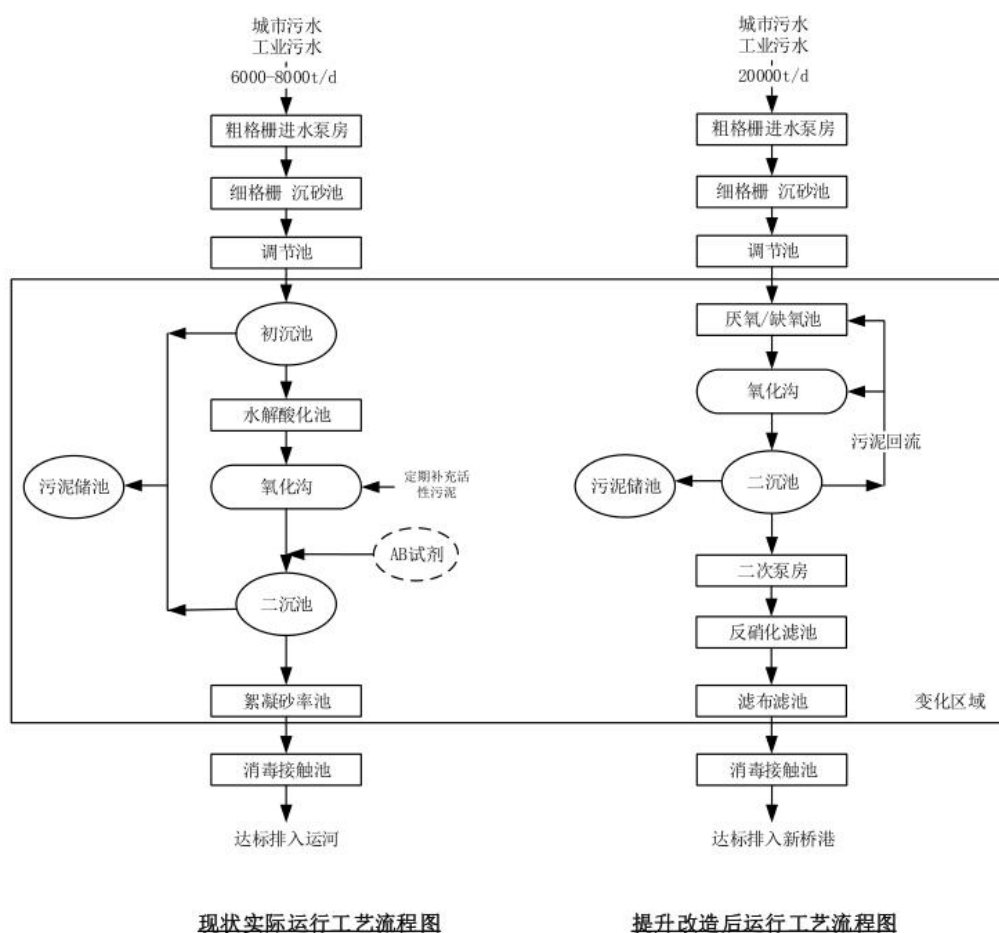 城市污水
工业污水
6000-8000t/d
粗格栅进水泵房
细格栅 沉砂池
调节池
初沉池
水解酸化池
污泥储池
氧化沟
定期补充活
性污泥
AB试剂
二沉池
絮凝砂率池
消毒接触池
达标排入运河
现状实际运行工艺流程图
城市污水
工业污水
20000t/d
粗格栅进水泵房
细格栅 沉砂池
调节池
厌氧/缺氧池
氧化沟
污泥回流
污泥储池
二沉池
二次泵房
反硝化滤池
滤布滤池
变化区域
消毒接触池
达标排入新桥港
提升改造后运行工艺流程图